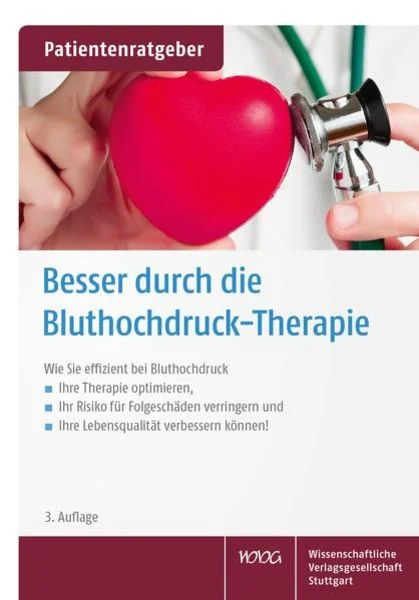 Patientenratgeber
Besser durch die
Bluthochdruck-Therapie
Wie Sie effizient bei Bluthochdruck
Ihre Therapie optimieren,
Ihr Risiko für Folgeschäden verringern und
Ihre Lebensqualität verbessern können!
3. Auflage
WVG
Wissenschaftliche
Verlagsgesellschaft
Stuttgart